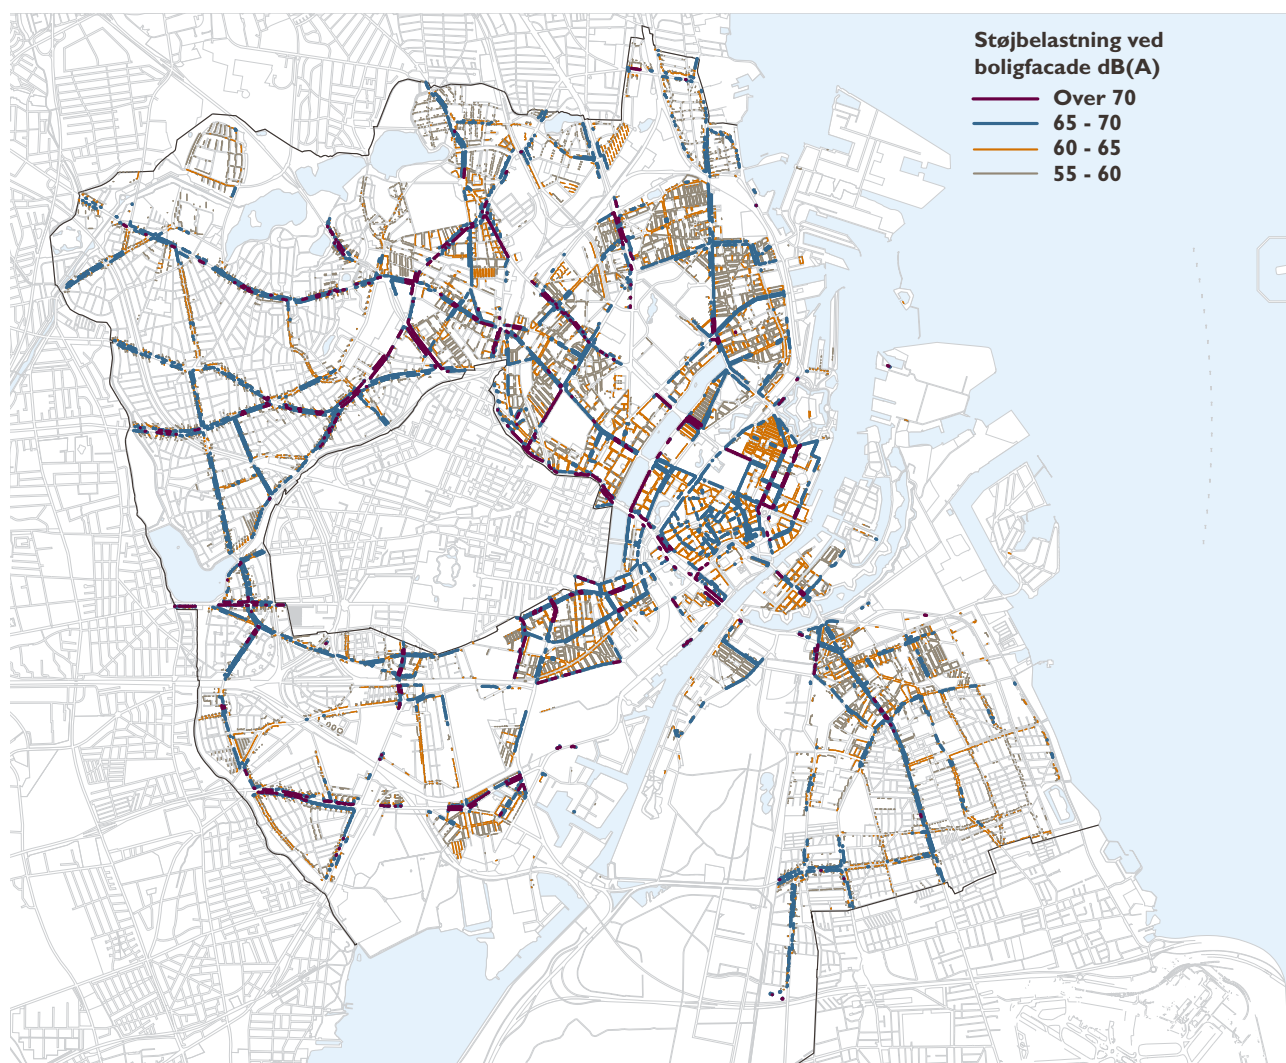 Støjbelastning ved
boligfacade dB(A)
Over 70
65 - 70
60 - 65
55 - 60